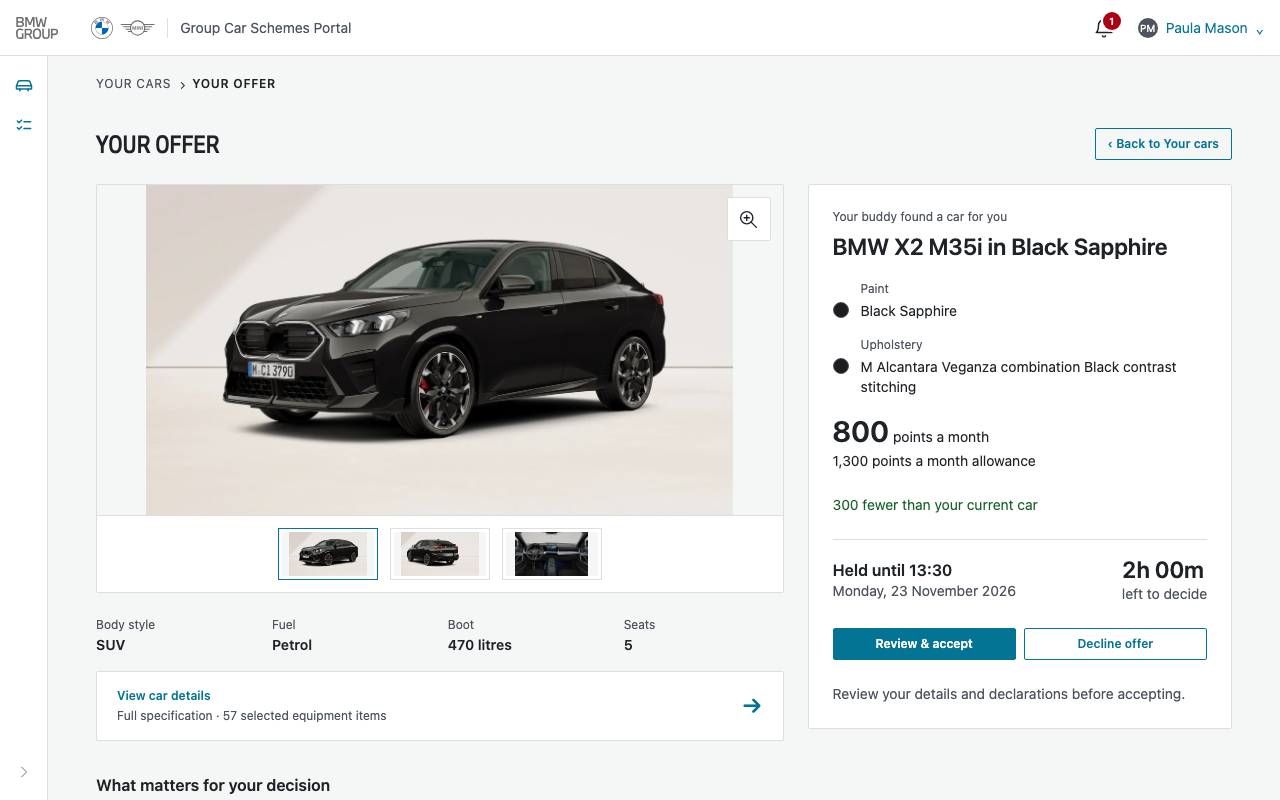 BMW
GROUP
MINI
Group Car Schemes Portal
1
PM
Paula Mason
YOUR CARS › YOUR OFFER
YOUR OFFER
‹ Back to Your cars
M·CI 3790
Your buddy found a car for you
BMW X2 M35i in Black Sapphire
Paint
Black Sapphire
Upholstery
M Alcantara Veganza combination Black contrast
stitching
800 points a month
1,300 points a month allowance
300 fewer than your current car
Held until 13:30
Monday, 23 November 2026
2h 00m
left to decide
Review & accept
Decline offer
Review your details and declarations before accepting.
Body style
SUV
Fuel
Petrol
Boot
470 litres
Seats
5
View car details
Full specification · 57 selected equipment items
What matters for your decision